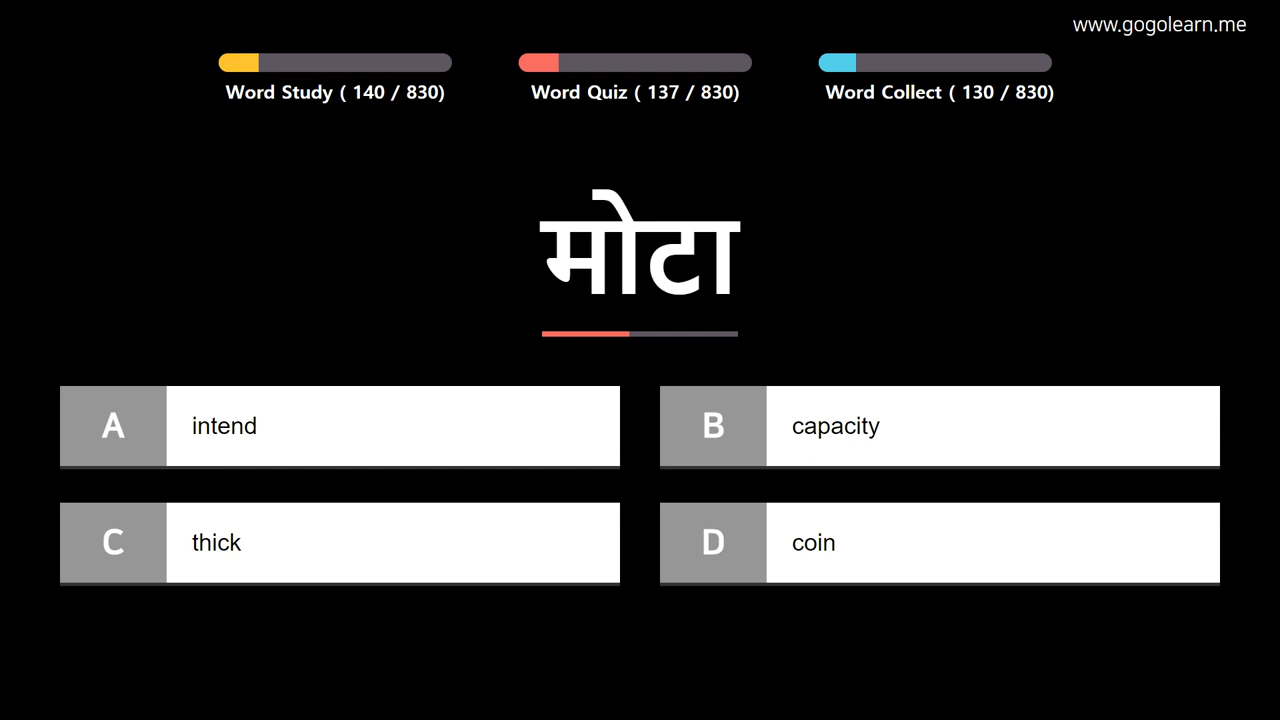 www.gogolearn.me
Word Study ( 140 / 830)
Word Quiz ( 137 / 830)
Word Collect ( 130 / 830)
मोटा
A intend
B capacity
C thick
D coin